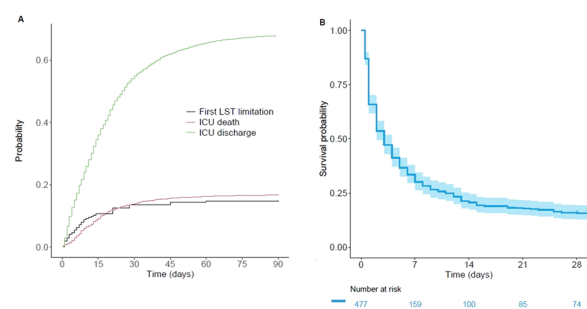 A
Probability
0.6
0.4
0.2
0.0
0 15 30 45 60 75 90
Time (days)
First LST limitation
ICU death
ICU discharge
B
Survival probability
1.00
0.75
0.50
0.25
0.00
0 7 14 21 28
Time (days)
Number at risk
477 159 100 85 74